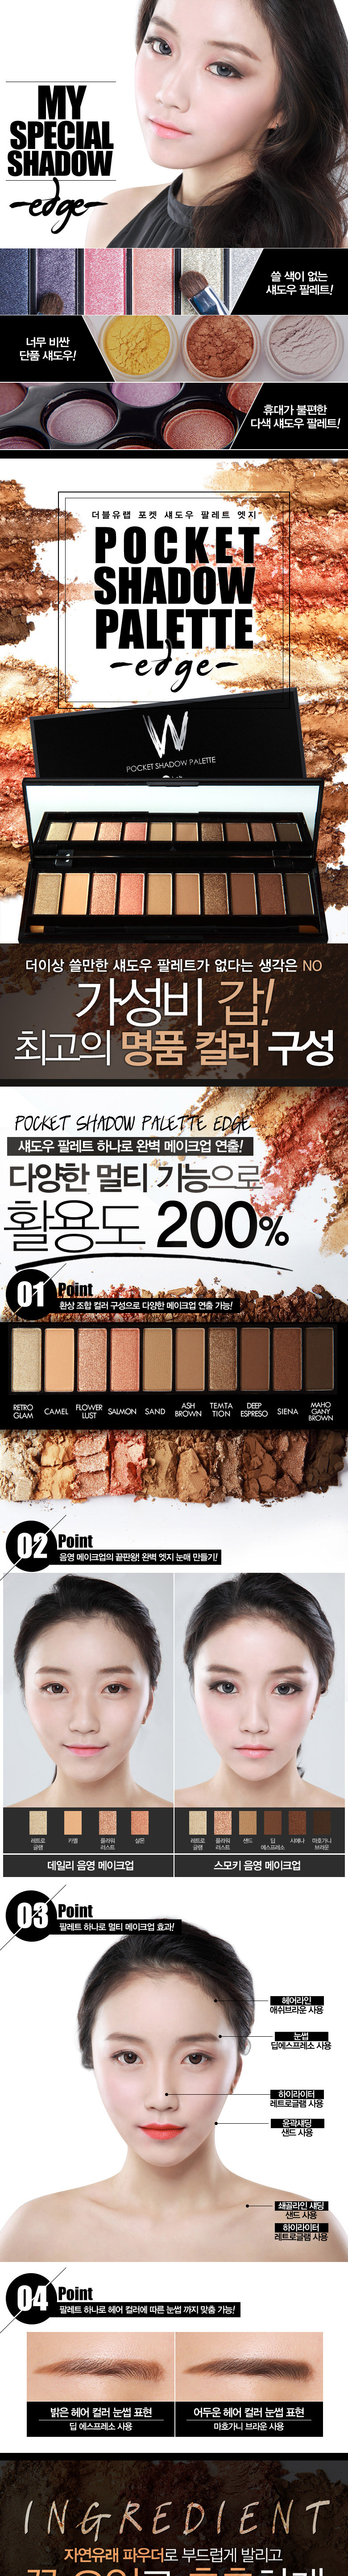 MY
SPECIAL
SHADOW
-edge-
쓸 색이 없는
섀도우 팔레트!
너무 비싼
단품 섀도우!
휴대가 불편한
다색 섀도우 팔레트!
더블유랩 포켓 섀도우 팔레트 엣지
POCKET
SHADOW
PALETTE
-edge-
W
POCKET SHADOW PALETTE
더이상 쓸만한 섀도우 팔레트가 없다는 생각은 NO
가성비 갑!
최고의 명품 컬러 구성
POCKET SHADOW PALETTE EDGE
섀도우 팔레트 하나로 완벽 메이크업 연출!
다양한 멀티 기능으로
활용도 200%
01 Point
환상 조합 컬러 구성으로 다양한 메이크업 연출 가능!
RETRO GLAM
CAMEL
FLOWER LUST
SALMON
SAND
ASH BROWN
TEMTA TION
DEEP ESPRESO
SIENA
MAHO GANY BROWN
02 Point
음영 메이크업의 끝판왕! 완벽 엣지 눈매 만들기!
레트로 글램
카멜
플라워 러스트
살몬
데일리 음영 메이크업
레트로 글램
플라워 러스트
샌드
딥 에스프레소
시에나
마호가니 브라운
스모키 음영 메이크업
03 Point
팔레트 하나로 멀티 메이크업 효과!
헤어라인
애쉬브라운 사용
눈썹
딥에스프레소 사용
하이라이터
레트로글램 사용
윤곽섀딩
샌드 사용
쇄골라인 섀딩
샌드 사용
하이라이터
레트로글램 사용
04 Point
팔레트 하나로 헤어 컬러에 따른 눈썹 까지 맞춤 가능!
밝은 헤어 컬러 눈썹 표현
딥 에스프레소 사용
어두운 헤어 컬러 눈썹 표현
미호가니 브라운 사용
INGREDIENT
자연유래 파우더로 부드럽게 발리고